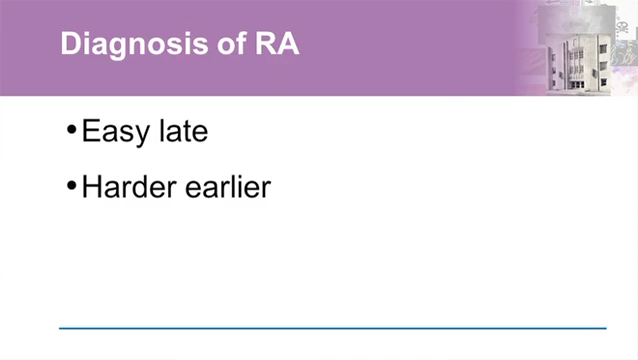 Diagnosis of RA
•Easy late
•Harder earlier